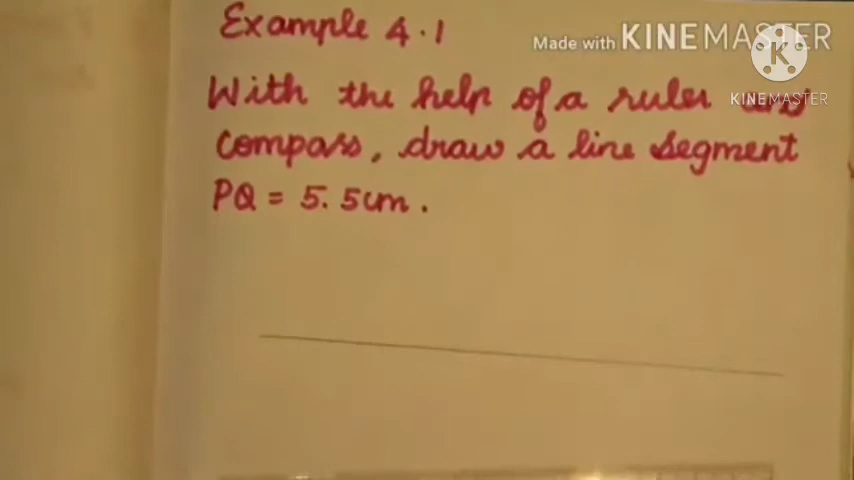 Example 4.1
Made with KINEMASTER
K
KINEMASTER
With the help of a ruler and
compass, draw a line segment
PQ = 5.5cm.